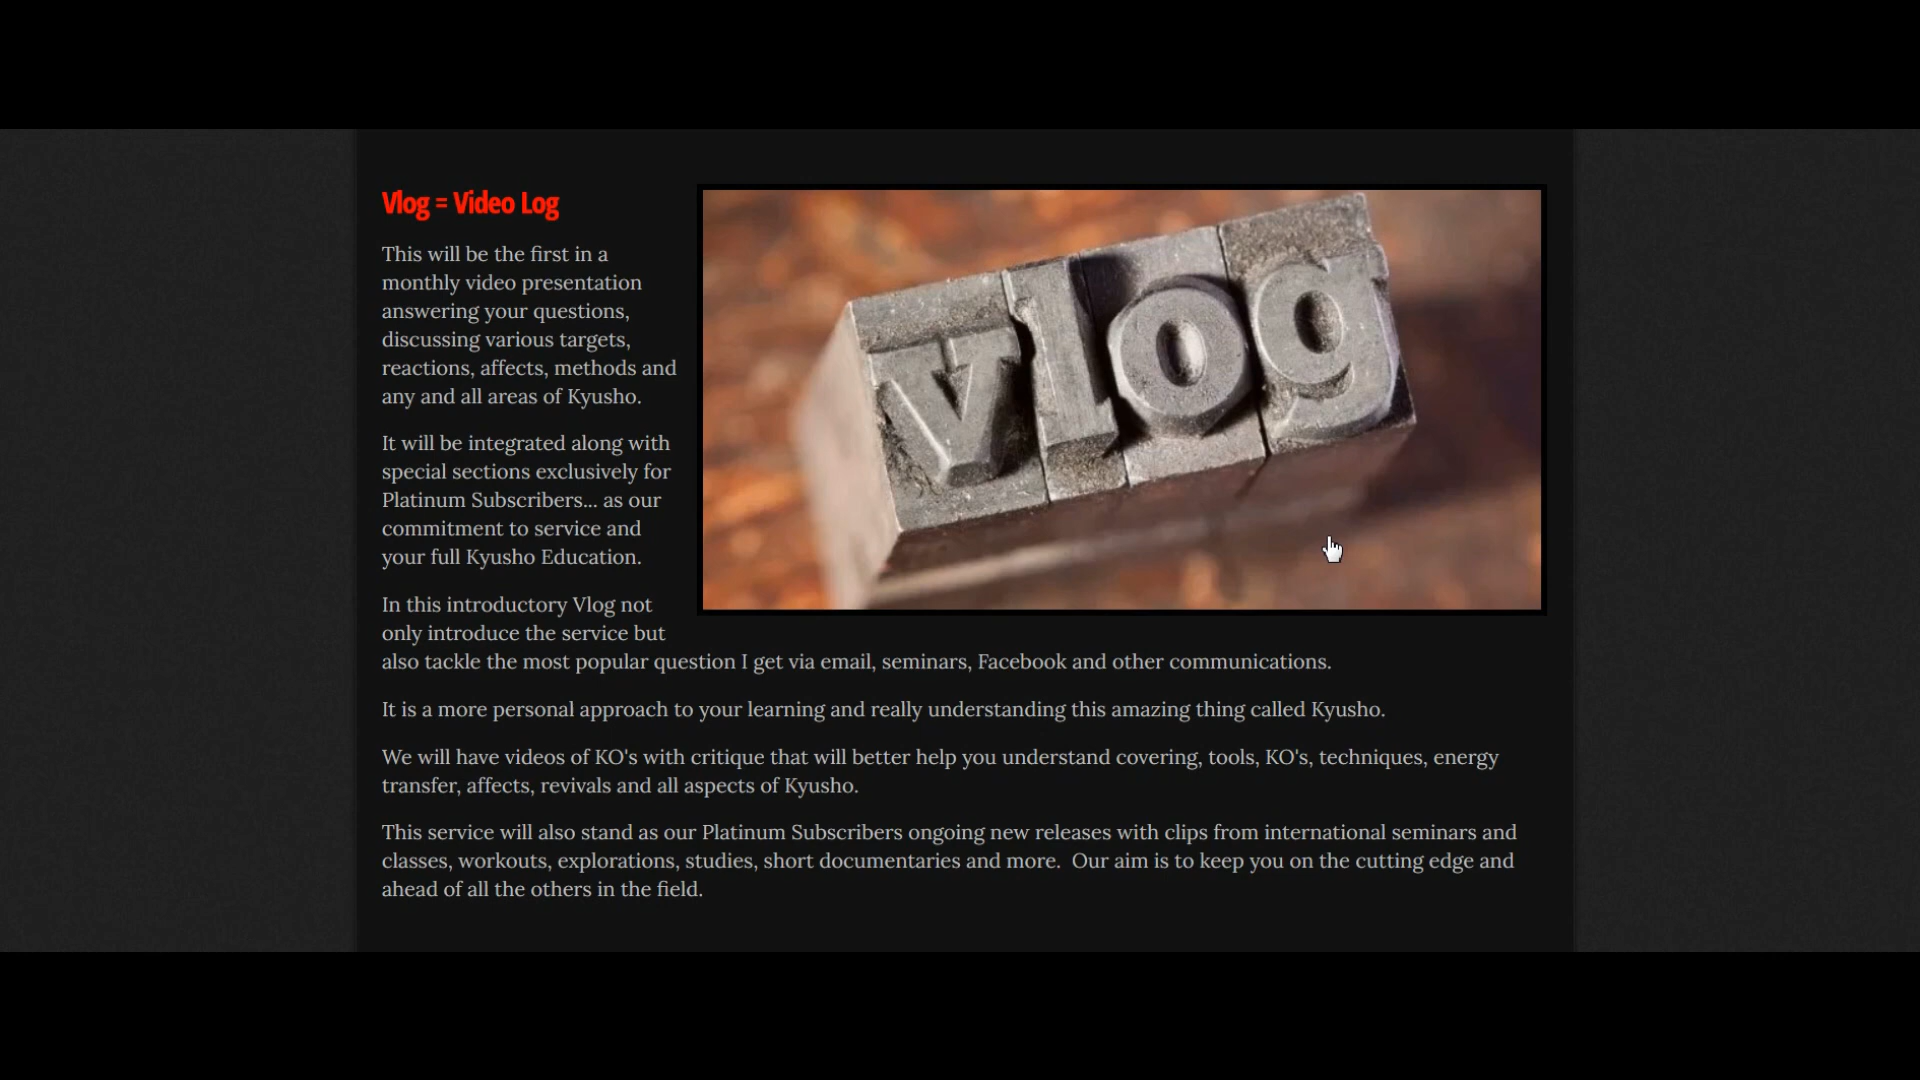 Vlog = Video Log
This will be the first in a
monthly video presentation
answering your questions,
discussing various targets,
reactions, affects, methods and
any and all areas of Kyusho.
It will be integrated along with
special sections exclusively for
Platinum Subscribers... as our
commitment to service and
your full Kyusho Education.
In this introductory Vlog not
only introduce the service but
also tackle the most popular question I get via email, seminars, Facebook and other communications.
It is a more personal approach to your learning and really understanding this amazing thing called Kyusho.
We will have videos of KO's with critique that will better help you understand covering, tools, KO's, techniques, energy
transfer, affects, revivals and all aspects of Kyusho.
This service will also stand as our Platinum Subscribers ongoing new releases with clips from international seminars and
classes, workouts, explorations, studies, short documentaries and more.  Our aim is to keep you on the cutting edge and
ahead of all the others in the field.
vlog